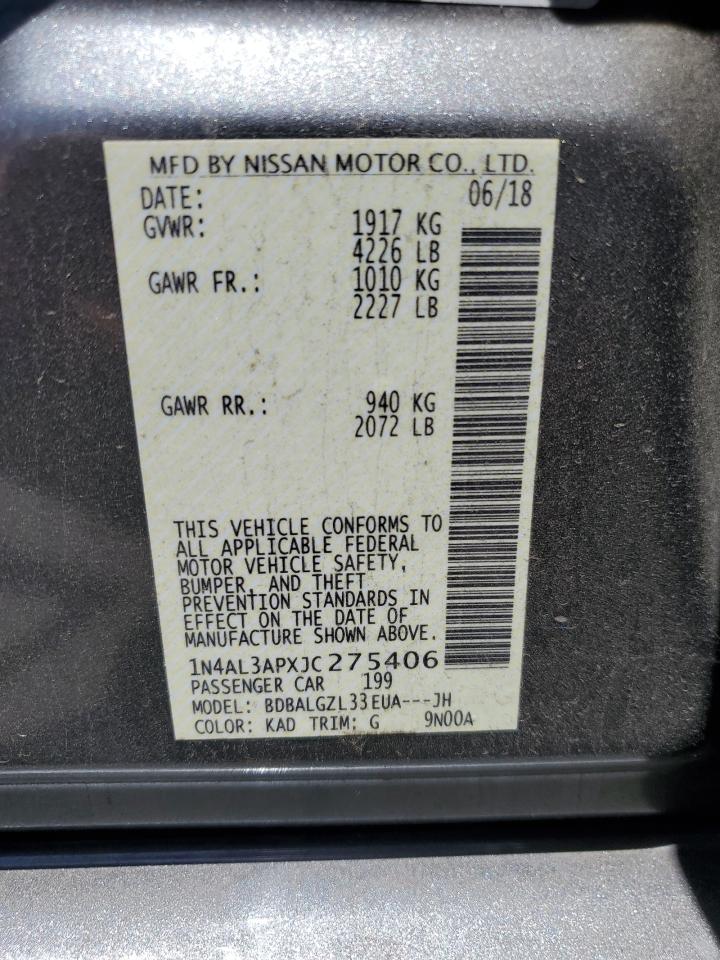 MFD BY NISSAN MOTOR CO., LTD.
DATE: 06/18
GVWR: 1917 KG
4226 LB
GAWR FR.: 1010 KG
2227 LB
GAWR RR.: 940 KG
2072 LB
THIS VEHICLE CONFORMS TO
ALL APPLICABLE FEDERAL
MOTOR VEHICLE SAFETY,
BUMPER, AND THEFT
PREVENTION STANDARDS IN
EFFECT ON THE DATE OF
MANUFACTURE SHOWN ABOVE.
1N4AL3APXJC275406
PASSENGER CAR 199
MODEL: BDBALGZL33EUA---JH
COLOR: KAD TRIM: G 9N00A